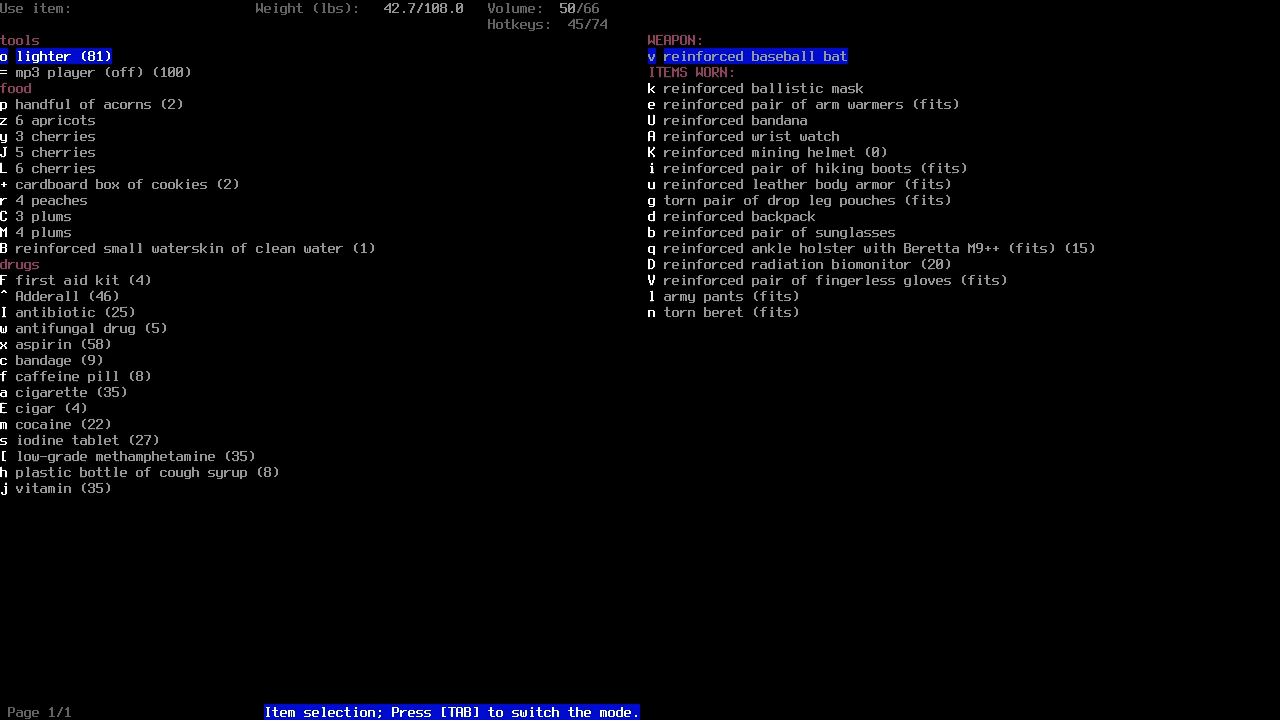 Use item: Weight (lbs): 42.7/108.0 Volume: 50/66
Hotkeys: 45/74
tools
o lighter (81)
= mp3 player (off) (100)
food
p handful of acorns (2)
z 6 apricots
y 3 cherries
J 5 cherries
L 6 cherries
+ cardboard box of cookies (2)
r 4 peaches
C 3 plums
M 4 plums
B reinforced small waterskin of clean water (1)
drugs
F first aid kit (4)
^ Adderall (46)
I antibiotic (25)
w antifungal drug (5)
x aspirin (58)
c bandage (9)
f caffeine pill (8)
a cigarette (35)
E cigar (4)
m cocaine (22)
s iodine tablet (27)
[ low-grade methamphetamine (35)
h plastic bottle of cough syrup (8)
j vitamin (35)
WEAPON:
v reinforced baseball bat
ITEMS WORN:
k reinforced ballistic mask
e reinforced pair of arm warmers (fits)
U reinforced bandana
A reinforced wrist watch
K reinforced mining helmet (0)
i reinforced pair of hiking boots (fits)
u reinforced leather body armor (fits)
g torn pair of drop leg pouches (fits)
d reinforced backpack
b reinforced pair of sunglasses
q reinforced ankle holster with Beretta M9++ (fits) (15)
D reinforced radiation biomonitor (20)
V reinforced pair of fingerless gloves (fits)
l army pants (fits)
n torn beret (fits)
Page 1/1 Item selection; Press [TAB] to switch the mode.